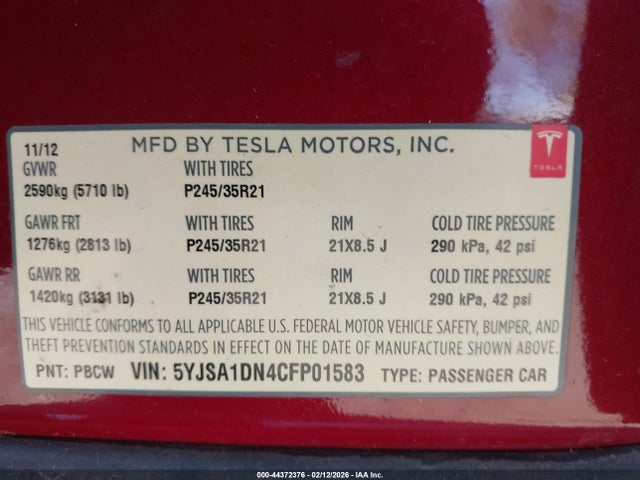 11/12 MFD BY TESLA MOTORS, INC.
TESLA
GVWR WITH TIRES
2590kg (5710 lb) P245/35R21
GAWR FRT WITH TIRES RIM COLD TIRE PRESSURE
1276kg (2813 lb) P245/35R21 21X8.5 J 290 kPa, 42 psi
GAWR RR WITH TIRES RIM COLD TIRE PRESSURE
1420kg (3131 lb) P245/35R21 21X8.5 J 290 kPa, 42 psi
THIS VEHICLE CONFORMS TO ALL APPLICABLE U.S. FEDERAL MOTOR VEHICLE SAFETY, BUMPER, AND
THEFT PREVENTION STANDARDS IN EFFECT ON THE DATE OF MANUFACTURE SHOWN ABOVE.
PNT: PBCW VIN: 5YJSA1DN4CFP01583 TYPE: PASSENGER CAR
000-44372376 - 02/12/2026 - IAA Inc.